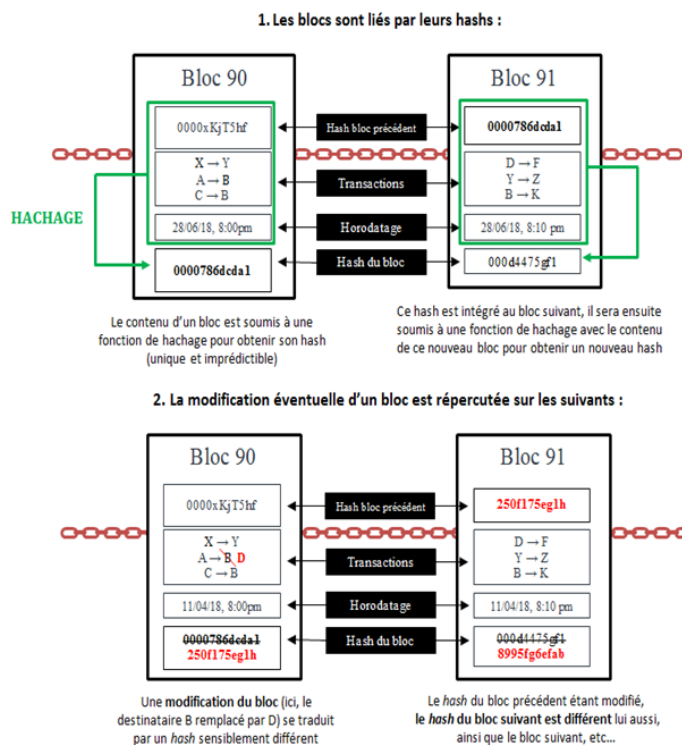 1. Les blocs sont liés par leurs hashs :
Bloc 90
Bloc 91
0000xKjT5hf
Hash bloc précédent
0000786dcda1
X → Y
A → B
C → B
Transactions
D → F
Y → Z
B → K
HACHAGE
28/06/18, 8:00pm
Horodatage
28/06/18, 8:10 pm
0000786dcda1
Hash du bloc
000d4475gf1
Le contenu d'un bloc est soumis à une
fonction de hachage pour obtenir son hash
(unique et imprédictible)
Ce hash est intégré au bloc suivant, il sera ensuite
soumis à une fonction de hachage avec le contenu
de ce nouveau bloc pour obtenir un nouveau hash
2. La modification éventuelle d'un bloc est répercutée sur les suivants :
Bloc 90
Bloc 91
0000xKjT5hf
Hash bloc précédent
250f175eg1h
X → Y
A → B D
C → B
Transactions
D → F
Y → Z
B → K
11/04/18, 8:00pm
Horodatage
11/04/18, 8:10 pm
0000786dcda1
250f175eg1h
Hash du bloc
000d4475gf1
8995fg6efab
Une modification du bloc (ici, le
destinataire B remplacé par D) se traduit
par un hash sensiblement différent
Le hash du bloc précédent étant modifié,
le hash du bloc suivant est différent lui aussi,
ainsi que le bloc suivant, etc...